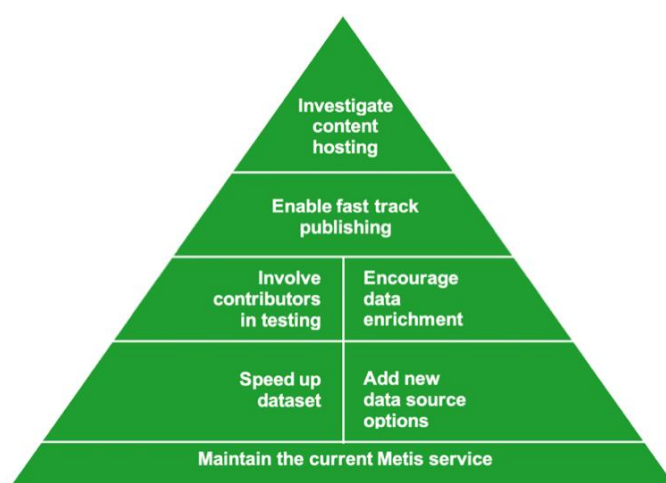 Investigate
content
hosting
Enable fast track
publishing
Involve
contributors
in testing
Encourage
data
enrichment
Speed up
dataset
Add new
data source
options
Maintain the current Metis service